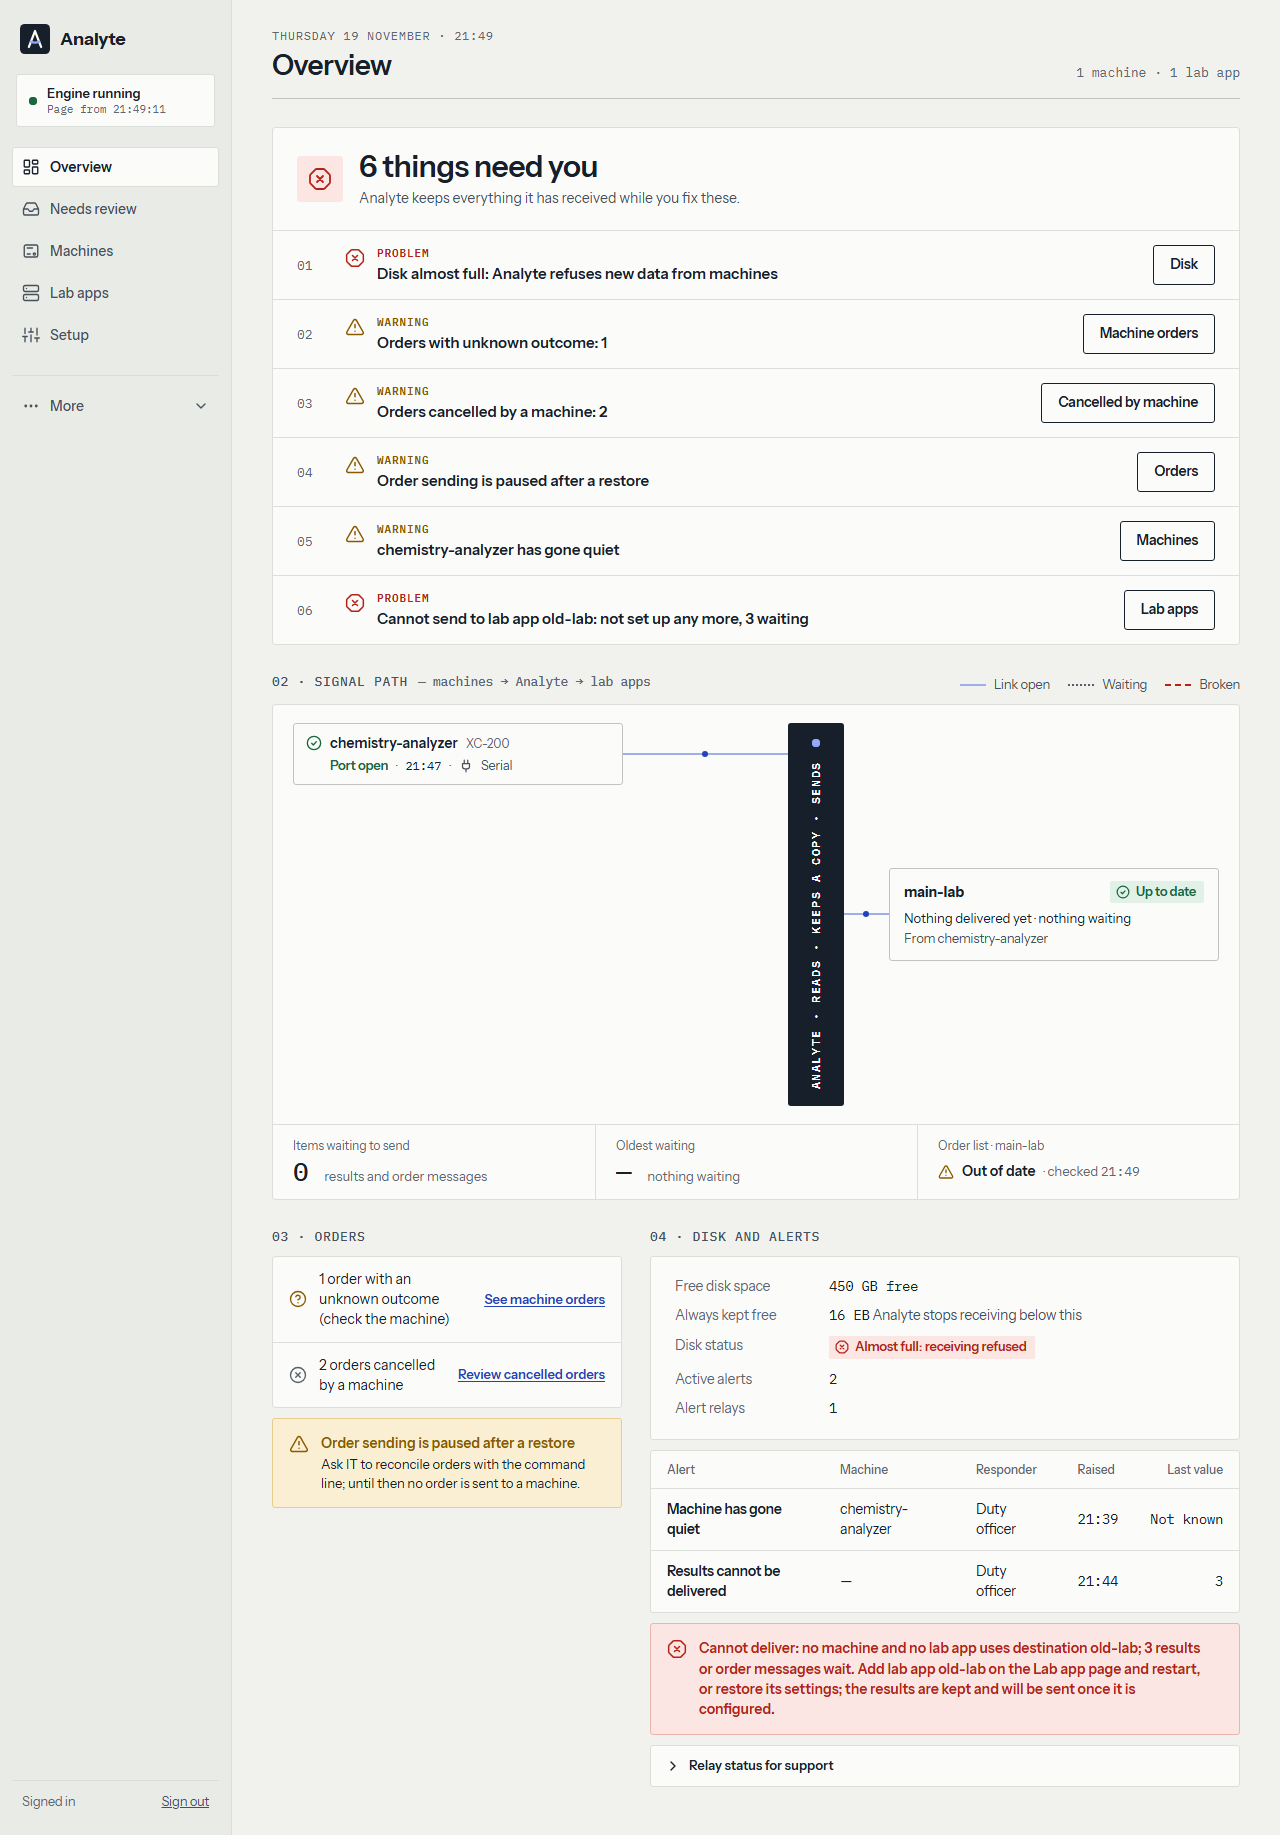 Analyte
Engine running
Page from 21:49:11
Overview
Needs review
Machines
Lab apps
Setup
More
Signed in
Sign out
THURSDAY 19 NOVEMBER · 21:49
Overview
1 machine · 1 lab app
6 things need you
Analyte keeps everything it has received while you fix these.
01
PROBLEM
Disk almost full: Analyte refuses new data from machines
Disk
02
WARNING
Orders with unknown outcome: 1
Machine orders
03
WARNING
Orders cancelled by a machine: 2
Cancelled by machine
04
WARNING
Order sending is paused after a restore
Orders
05
WARNING
chemistry-analyzer has gone quiet
Machines
06
PROBLEM
Cannot send to lab app old-lab: not set up any more, 3 waiting
Lab apps
02 · SIGNAL PATH — machines → Analyte → lab apps
Link open
Waiting
Broken
chemistry-analyzer XC-200
Port open · 21:47 · Serial
ANALYTE · READS · KEEPS A COPY · SENDS
main-lab
Up to date
Nothing delivered yet · nothing waiting
From chemistry-analyzer
Items waiting to send
0 results and order messages
Oldest waiting
— nothing waiting
Order list · main-lab
Out of date · checked 21:49
03 · ORDERS
1 order with an
unknown outcome
(check the machine)
See machine orders
2 orders cancelled
by a machine
Review cancelled orders
Order sending is paused after a restore
Ask IT to reconcile orders with the command
line; until then no order is sent to a machine.
04 · DISK AND ALERTS
Free disk space 450 GB free
Always kept free 16 EB Analyte stops receiving below this
Disk status Almost full: receiving refused
Active alerts 2
Alert relays 1
Alert Machine Responder Raised Last value
Machine has gone
quiet
chemistry-
analyzer
Duty
officer
21:39
Not known
Results cannot be
delivered
—
Duty
officer
21:44
3
Cannot deliver: no machine and no lab app uses destination old-lab; 3 results
or order messages wait. Add lab app old-lab on the Lab app page and restart,
or restore its settings; the results are kept and will be sent once it is
configured.
Relay status for support